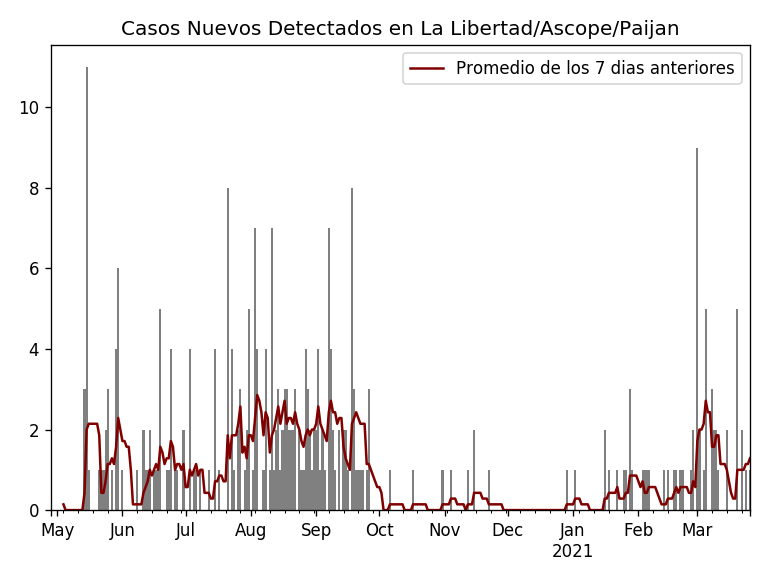 Casos Nuevos Detectados en La Libertad/Ascope/Paijan
Promedio de los 7 dias anteriores
10
8
6
4
2
0
May Jun Jul Aug Sep Oct Nov Dec Jan Feb Mar
2021